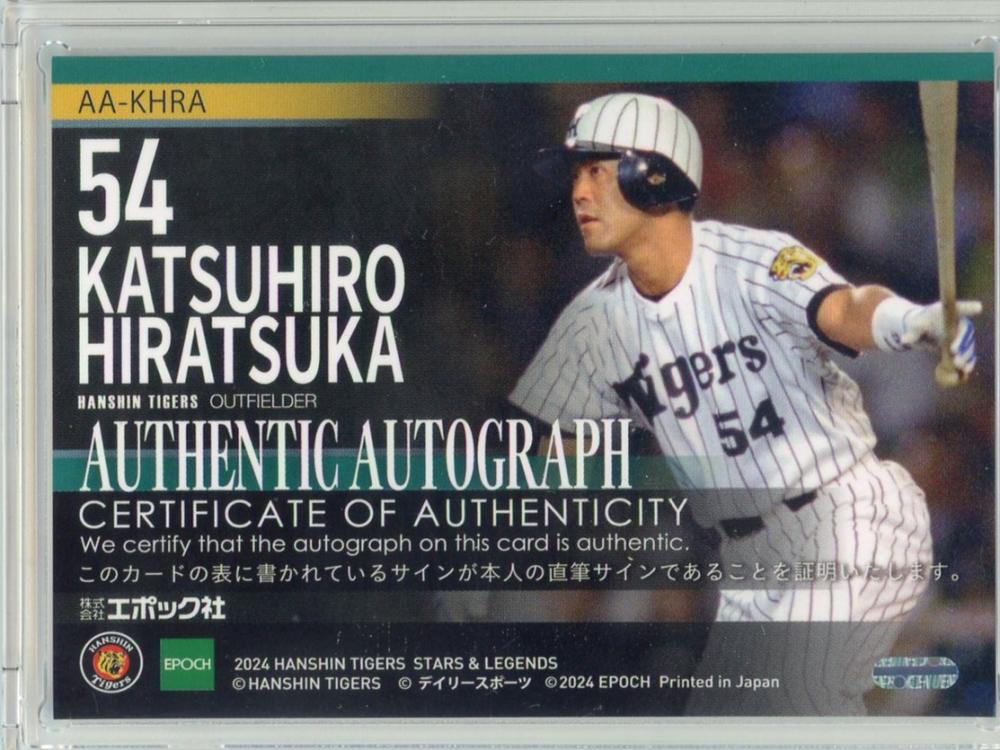 AA-KHRA
54
KATSUHIRO
HIRATSUKA
HANSHIN TIGERS OUTFIELDER
AUTHENTIC AUTOGRAPH
CERTIFICATE OF AUTHENTICITY
We certify that the autograph on this card is authentic.
このカードの表に書かれているサインが本人の直筆サインであることを証明いたします。
株式会社 エポック社
HANSHIN
Tigers
EPOCH
2024 HANSHIN TIGERS STARS & LEGENDS
©HANSHIN TIGERS © デイリースポーツ ©2024 EPOCH Printed in Japan
Tigers
54